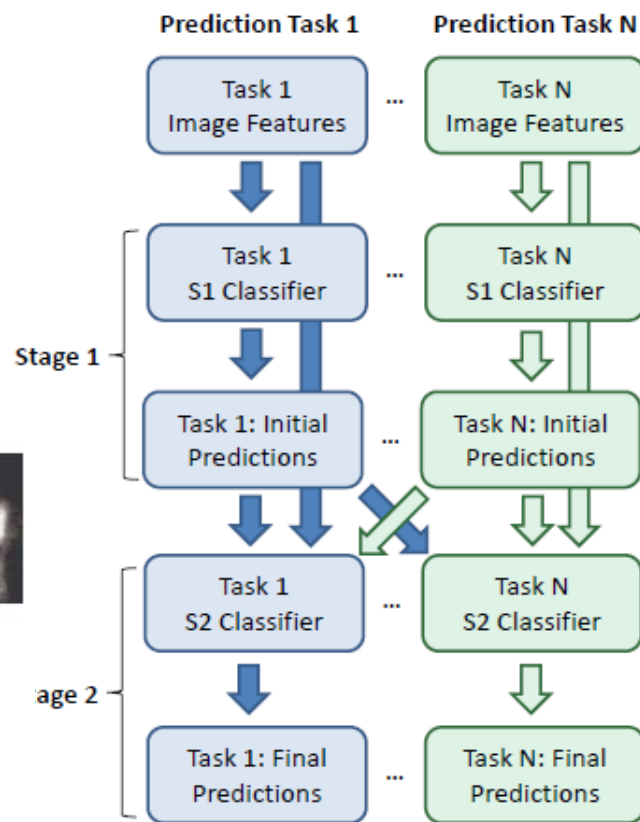 Prediction Task 1 Prediction Task N
Task 1 ... Task N
Image Features Image Features
Task 1 ... Task N
S1 Classifier S1 Classifier
Stage 1
Task 1: Initial ... Task N: Initial
Predictions Predictions
Task 1 ... Task N
S2 Classifier S2 Classifier
age 2
Task 1: Final ... Task N: Final
Predictions Predictions